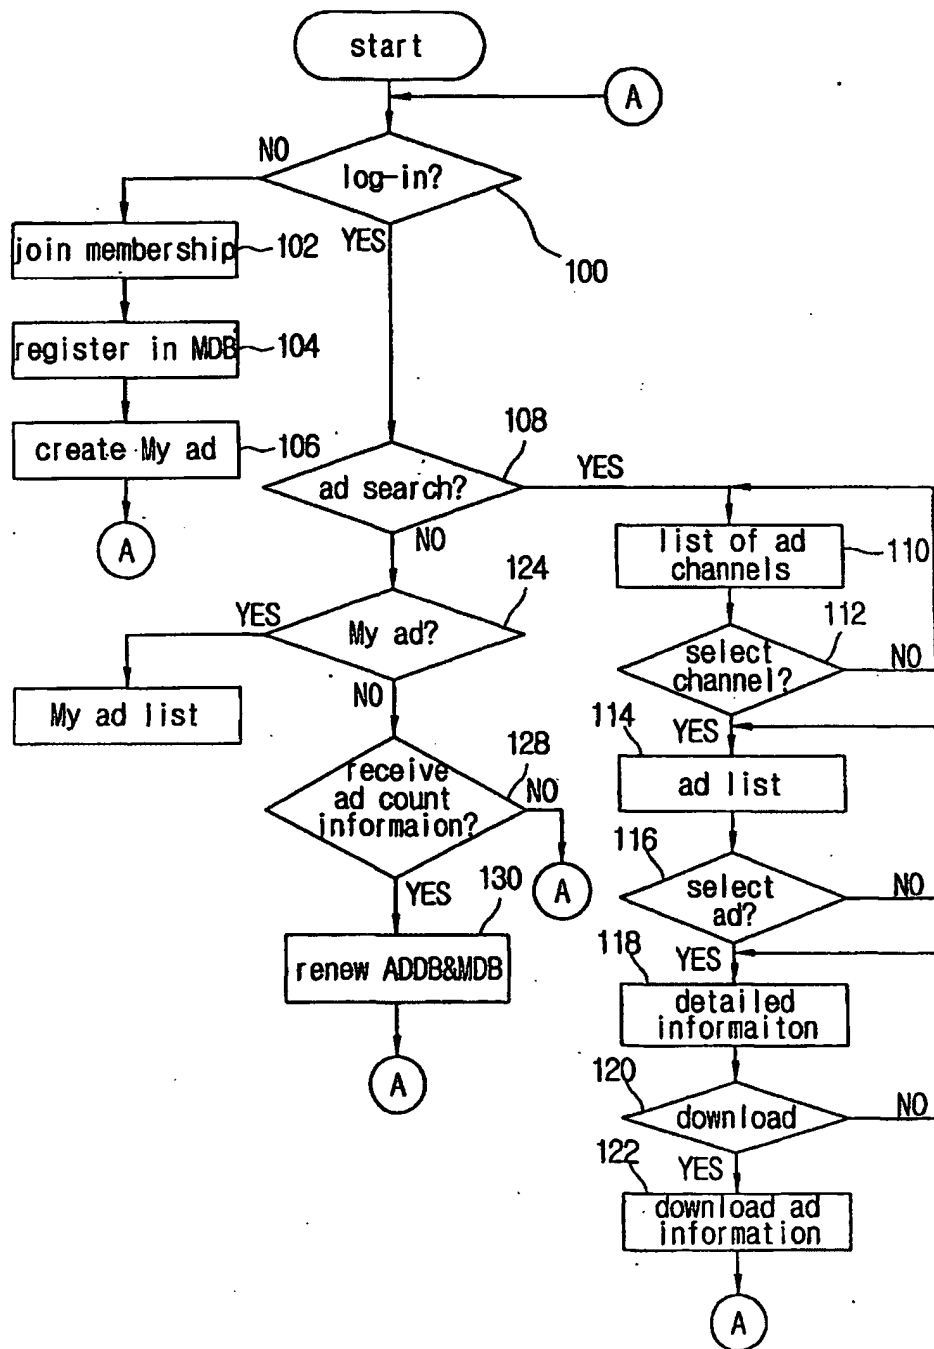 start
A
NO
log-in?
YES
100
join membership
102
register in MDB
104
create My ad
106
A
108
ad search?
YES
NO
list of ad
channels
110
124
YES
My ad?
NO
My ad list
112
select
channel?
NO
YES
114
ad list
128
receive
ad count
informaion?
NO
A
YES
116
select
ad?
NO
YES
130
renew ADDB&MDB
A
118
detailed
informaiton
120
download
NO
YES
122
download ad
information
A